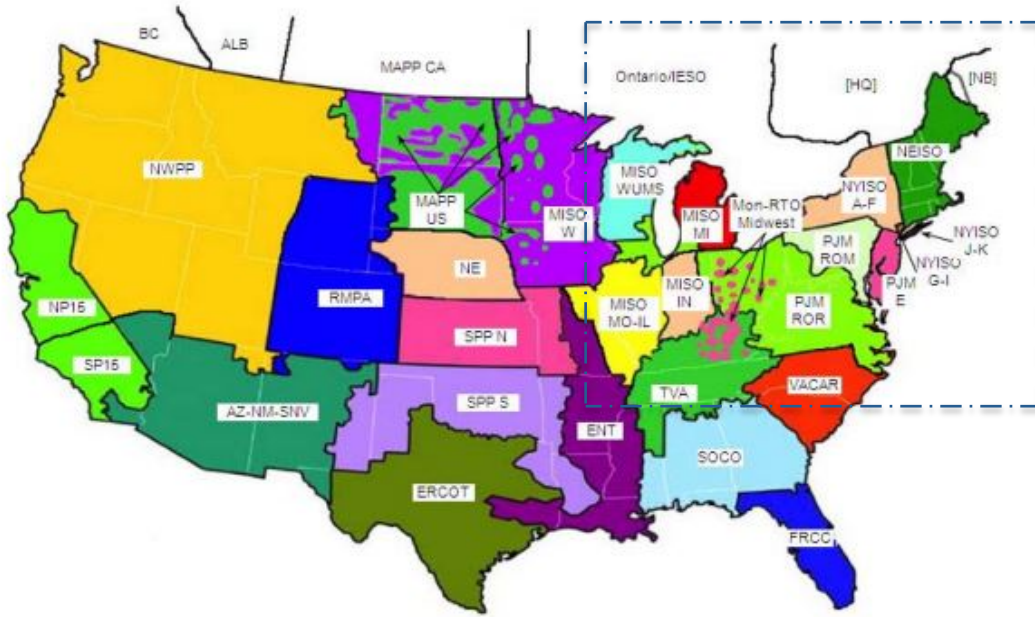 BC
ALB
MAPP CA
Ontario/IESO
[HQ]
[NB]
NWPP
MAPP
US
MISO
W
MISO
WUMS
MISO
MI
Mon-RTO
Midwest
NYISO
A-F
NEISO
NYISO
J-K
NYISO
G-I
PJM
ROM
PJM
E
PJM
ROR
NE
RMPA
MISO
MO-IL
MISO
IN
NP15
SP15
SPP N
AZ-NM-SNV
SPP S
TVA
VACAR
ENT
SOCO
ERCOT
FRCC